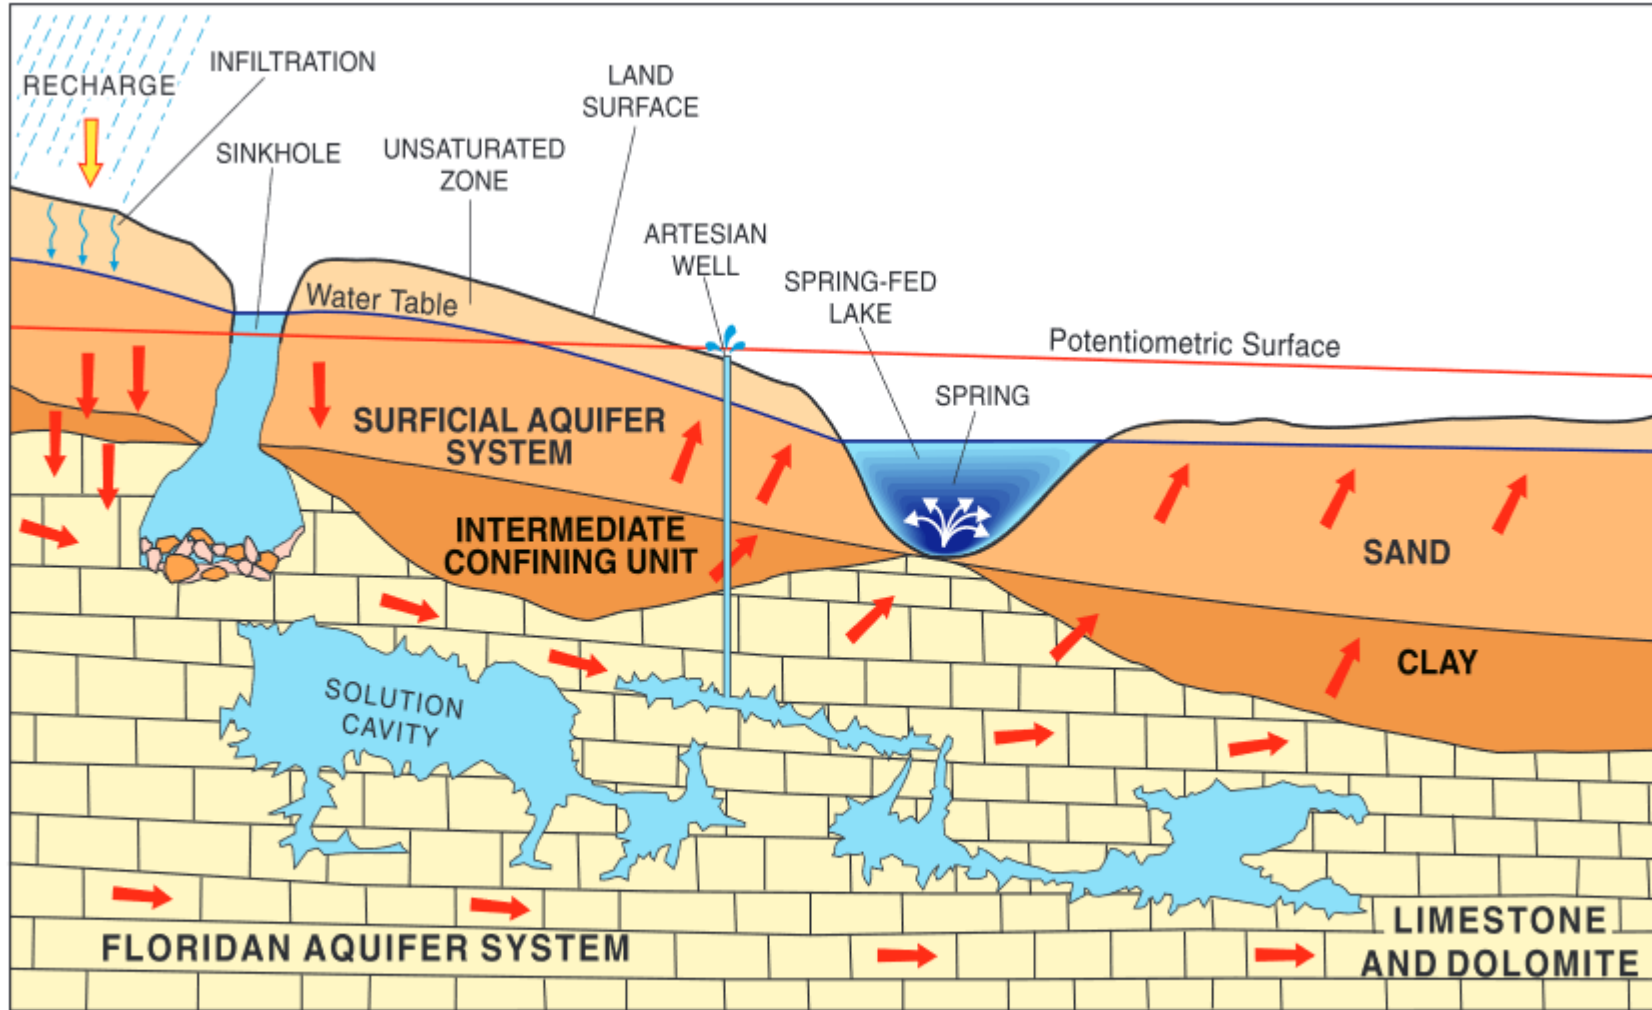 INFILTRATION
RECHARGE
LAND
SURFACE
SINKHOLE
UNSATURATED
ZONE
ARTESIAN
WELL
SPRING-FED
LAKE
Water Table
Potentiometric Surface
SPRING
SURFICIAL AQUIFER
SYSTEM
INTERMEDIATE
CONFINING UNIT
SAND
CLAY
SOLUTION
CAVITY
FLORIDAN AQUIFER SYSTEM
LIMESTONE
AND DOLOMITE